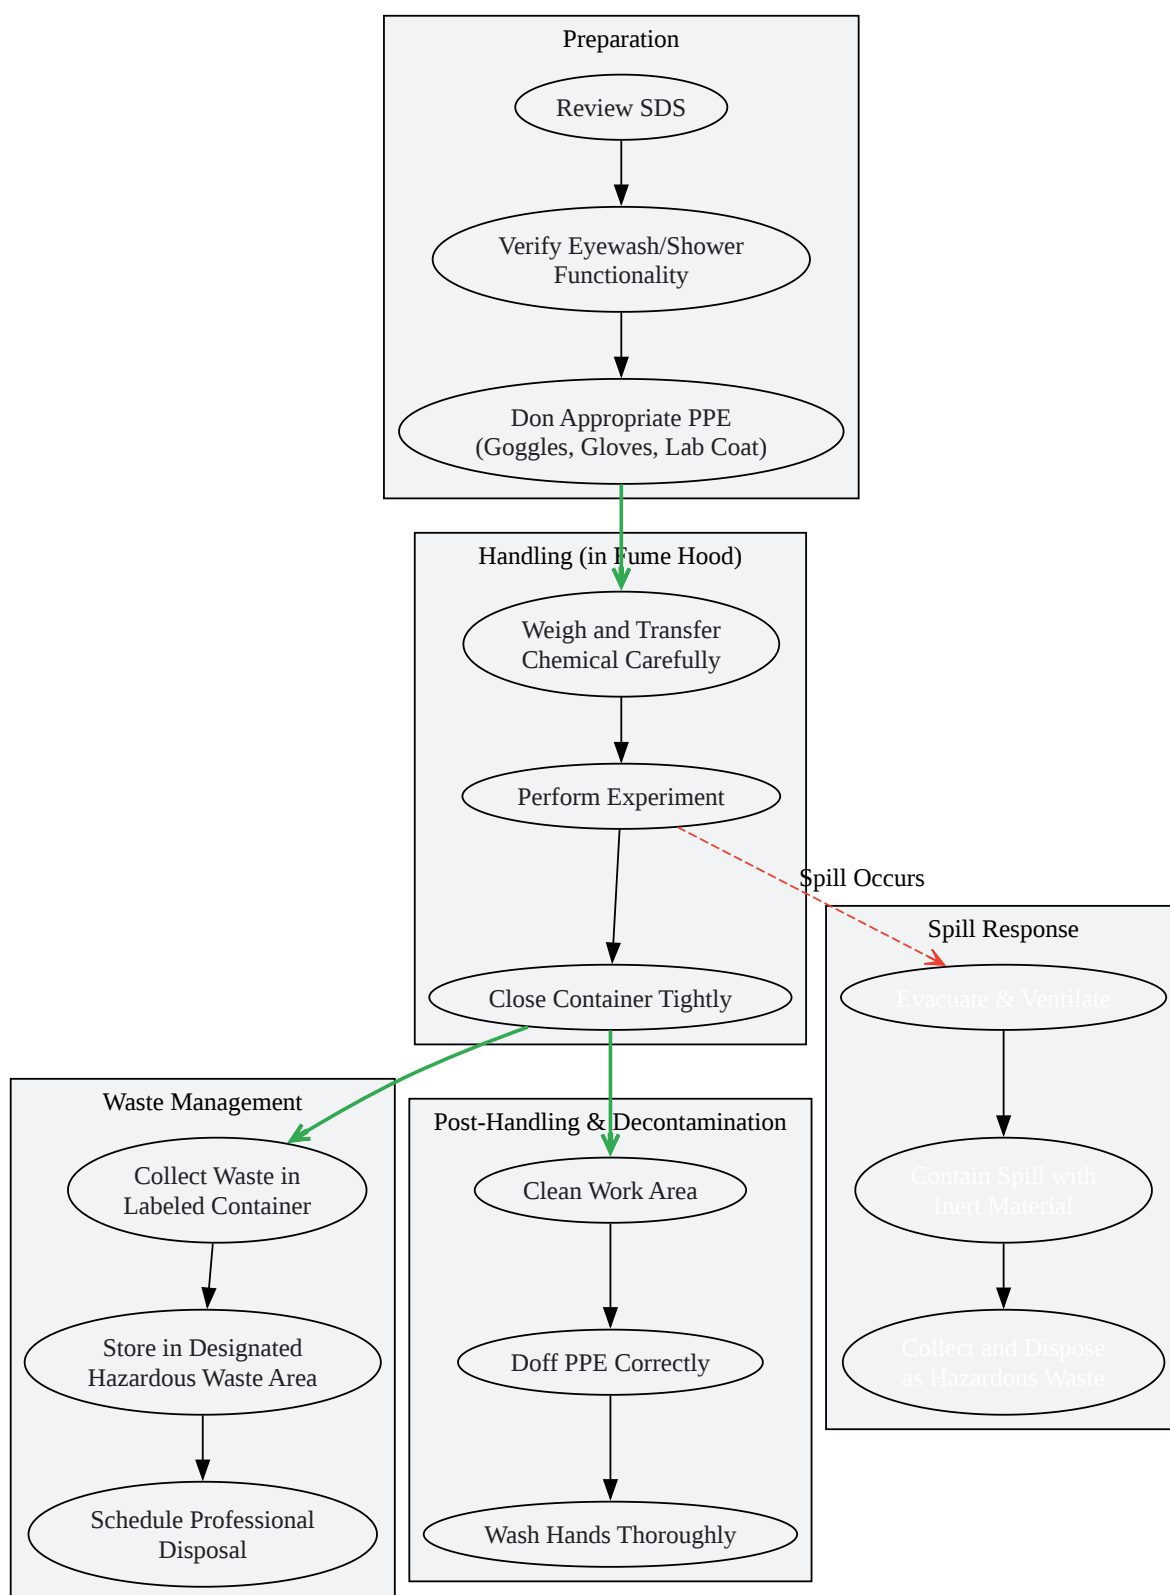 Preparation
Review SDS
Verify Eyewash/Shower
Functionality
Don Appropriate PPE
(Goggles, Gloves, Lab Coat)
Handling (in Fume Hood)
Weigh and Transfer
Chemical Carefully
Perform Experiment
Spill Occurs
Close Container Tightly
Spill Response
Evacuate & Ventilate
Contain Spill with
Inert Material
Collect and Dispose
as Hazardous Waste
Waste Management
Collect Waste in
Labeled Container
Store in Designated
Hazardous Waste Area
Schedule Professional
Disposal
Post-Handling & Decontamination
Clean Work Area
Doff PPE Correctly
Wash Hands Thoroughly